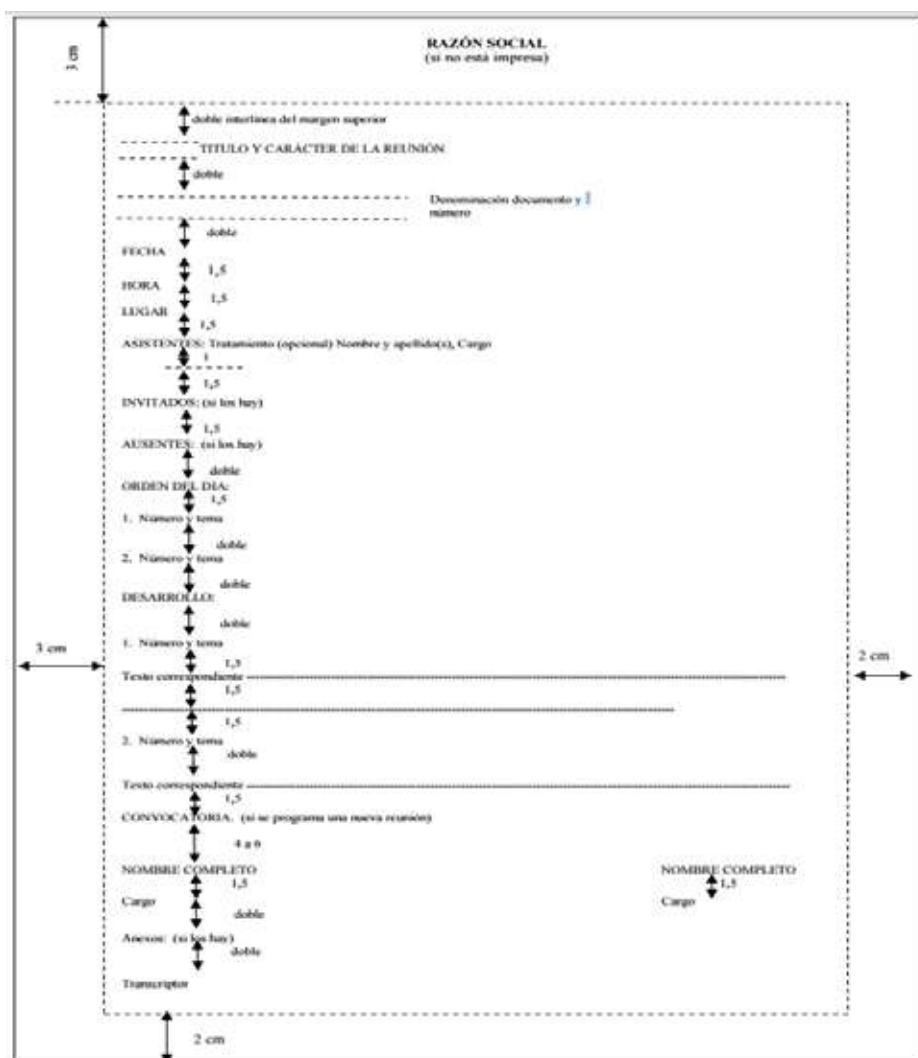 RAZÓN SOCIAL
(si no está impresa)
3 cm
doble interlínea del margen superior
TITULO Y CARÁCTER DE LA REUNIÓN
doble
Denominación documento y
número
doble
FECHA
1,5
HORA
1,5
LUGAR
1,5
ASISTENTES: Tratamiento (opcional) Nombre y apellido(s), Cargo
1
1,5
INVITADOS: (si los hay)
1,5
AUSENTES: (si los hay)
doble
ORDEN DEL DIA:
1,5
1. Número y tema
doble
2. Número y tema
doble
DESARROLLO:
doble
1. Número y tema
3 cm
1,5
2 cm
Texto correspondiente
1,5
1,5
2. Número y tema
doble
Texto correspondiente
1,5
CONVOCATORIA. (si se programa una nueva reunión)
4 a 6
NOMBRE COMPLETO NOMBRE COMPLETO
1,5 1,5
Cargo Cargo
doble
Anexos: (si los hay)
doble
Transcriptor
2 cm